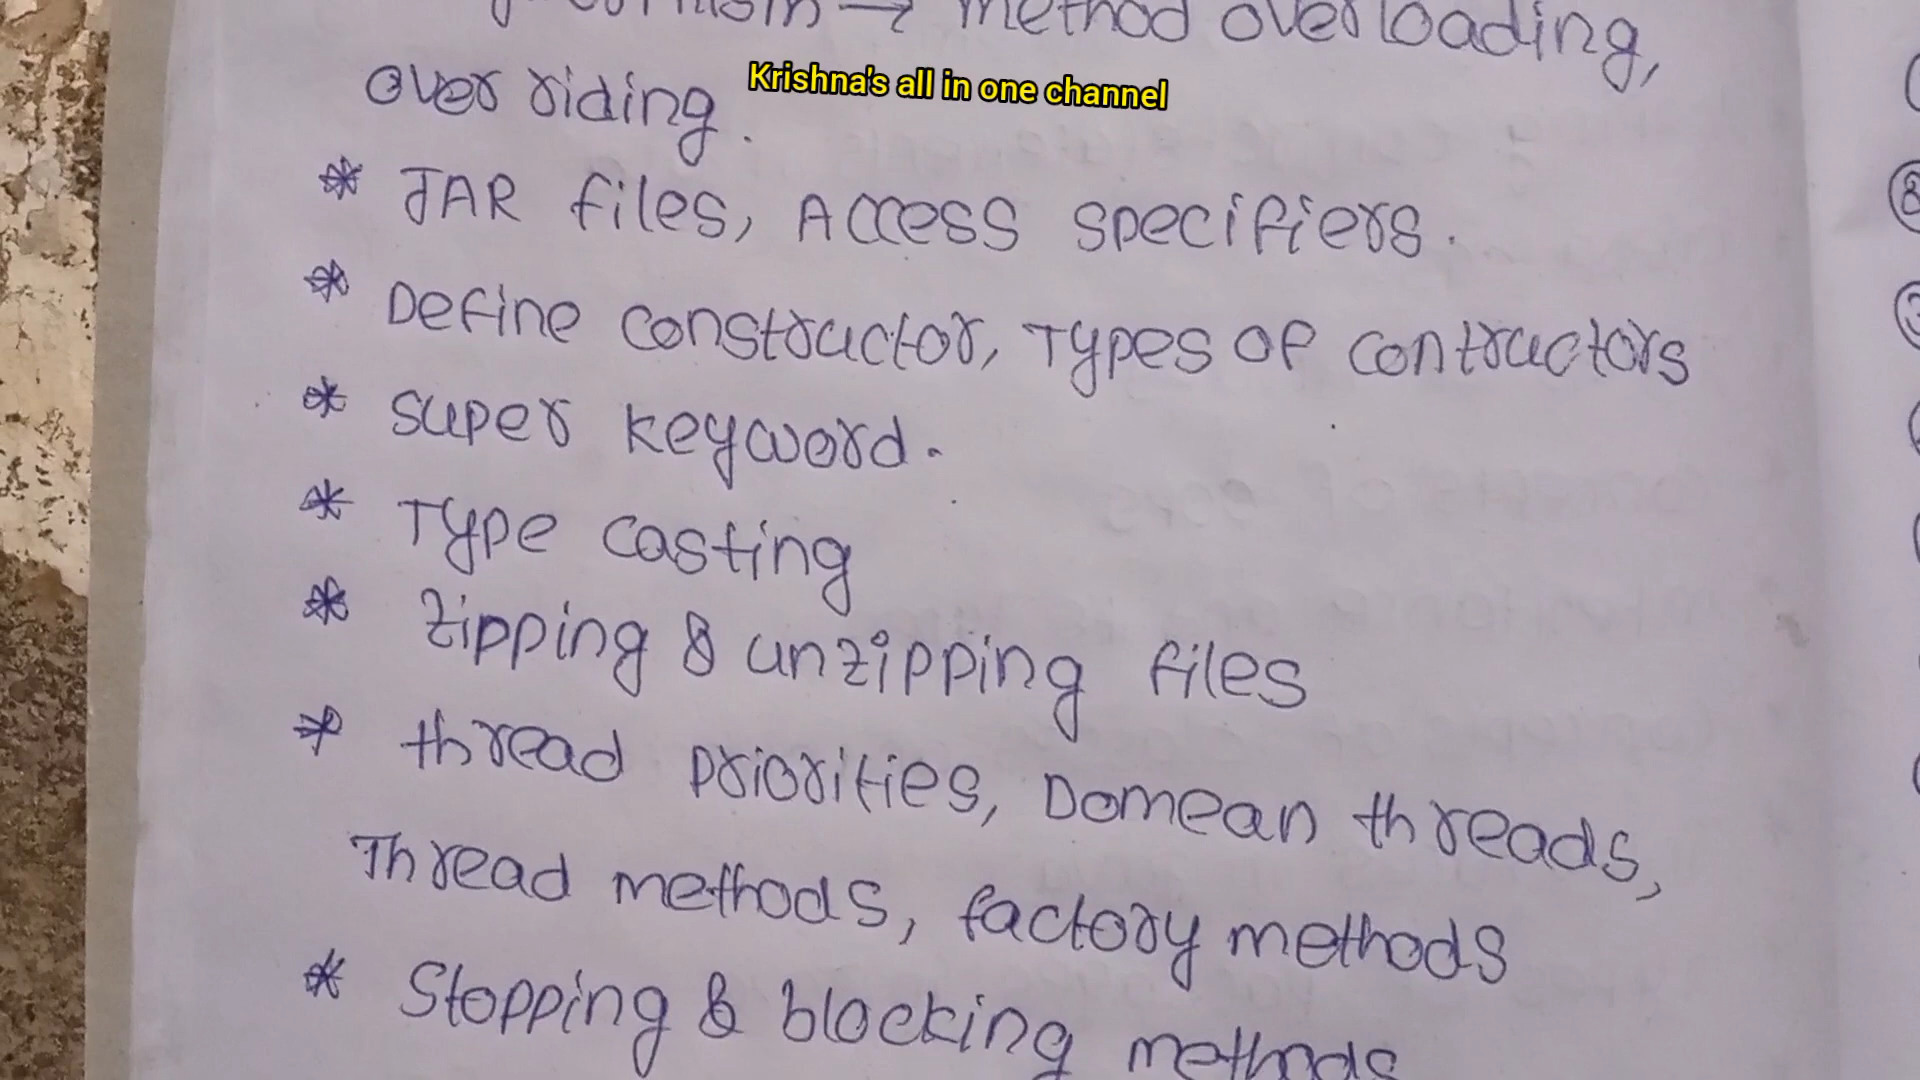 → method overloading,
over riding.
Krishna's all in one channel
* JAR files, Access specifiers.
* Define constructor, Types of contractors
* super keyword.
* Type casting
* Zipping & unzipping files
* thread priorities, Domean threads,
Thread methods, factory methods
* Stopping & blocking methods